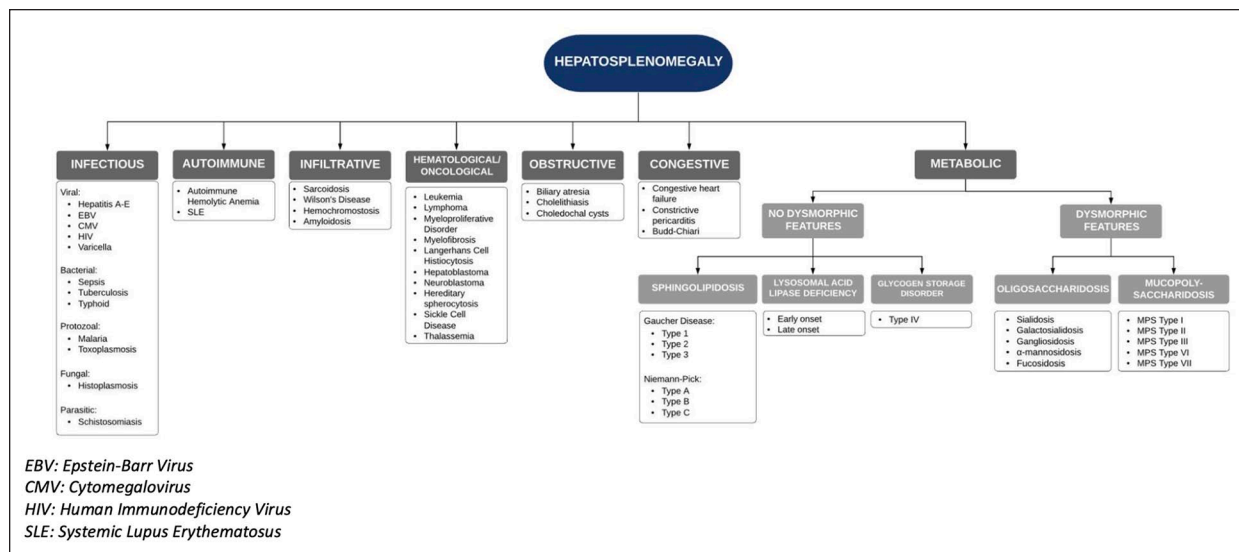 HEPATOSPLENOMEGALY
INFECTIOUS
Viral:
• Hepatitis A-E
• EBV
• CMV
• HIV
• Varicella
Bacterial:
• Sepsis
• Tuberculosis
• Typhoid
Protozoal:
• Malaria
• Toxoplasmosis
Fungal:
• Histoplasmosis
Parasitic:
• Schistosomiasis
AUTOIMMUNE
• Autoimmune
Hemolytic Anemia
• SLE
INFILTRATIVE
• Sarcoidosis
• Wilson's Disease
• Hemochromostosis
• Amyloidosis
HEMATOLOGICAL/
ONCOLOGICAL
• Leukemia
• Lymphoma
• Myeloproliferative
Disorder
• Myelofibrosis
• Langerhans Cell
Histiocytosis
• Hepatoblastoma
• Neuroblastoma
• Hereditary
spherocytosis
• Sickle Cell
Disease
• Thalassemia
OBSTRUCTIVE
• Biliary atresia
• Cholelithiasis
• Choledochal cysts
CONGESTIVE
• Congestive heart
failure
• Constrictive
pericarditis
• Budd-Chiari
METABOLIC
NO DYSMORPHIC
FEATURES
SPHINGOLIPIDOSIS
Gaucher Disease:
• Type 1
• Type 2
• Type 3
Niemann-Pick:
• Type A
• Type B
• Type C
LYSOSOMAL ACID
LIPASE DEFICIENCY
• Early onset
• Late onset
GLYCOGEN STORAGE
DISORDER
• Type IV
DYSMORPHIC
FEATURES
OLIGOSACCHARIDOSIS
• Sialidosis
• Galactosialidosis
• Gangliosidosis
• α-mannosidosis
• Fucosidosis
MUCOPOLY-
SACCHARIDOSIS
• MPS Type I
• MPS Type II
• MPS Type III
• MPS Type VI
• MPS Type VII
EBV: Epstein-Barr Virus
CMV: Cytomegalovirus
HIV: Human Immunodeficiency Virus
SLE: Systemic Lupus Erythematosus